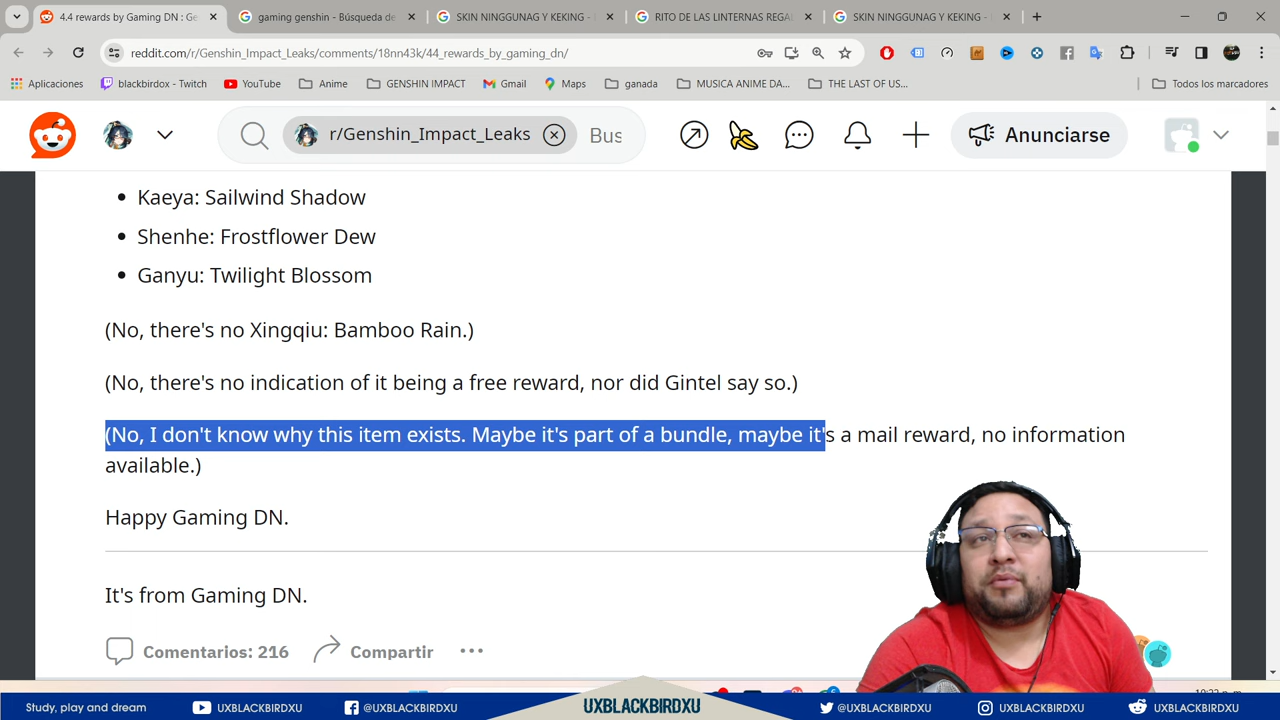 4.4 rewards by Gaming DN : Ge
gaming genshin - Búsqueda de
SKIN NINGGUNAG Y KEKING -
RITO DE LAS LINTERNAS REGAL
SKIN NINGGUNAG Y KEKING -
reddit.com/r/Genshin_Impact_Leaks/comments/18nn43k/44_rewards_by_gaming_dn/
Aplicaciones
blackbirdox - Twitch
YouTube
Anime
GENSHIN IMPACT
Gmail
Maps
ganada
MUSICA ANIME DA...
THE LAST OF US...
Todos los marcadores
r/Genshin_Impact_Leaks
Bus
Anunciarse
• Kaeya: Sailwind Shadow
• Shenhe: Frostflower Dew
• Ganyu: Twilight Blossom
(No, there's no Xingqiu: Bamboo Rain.)
(No, there's no indication of it being a free reward, nor did Gintel say so.)
(No, I don't know why this item exists. Maybe it's part of a bundle, maybe it's a mail reward, no information
available.)
Happy Gaming DN.
It's from Gaming DN.
Comentarios: 216
Compartir
Study, play and dream
UXBLACKBIRDXU
@UXBLACKBIRDXU
UXBLACKBIRDXU
@UXBLACKBIRDXU
UXBLACKBIRDXU
UXBLACKBIRDXU